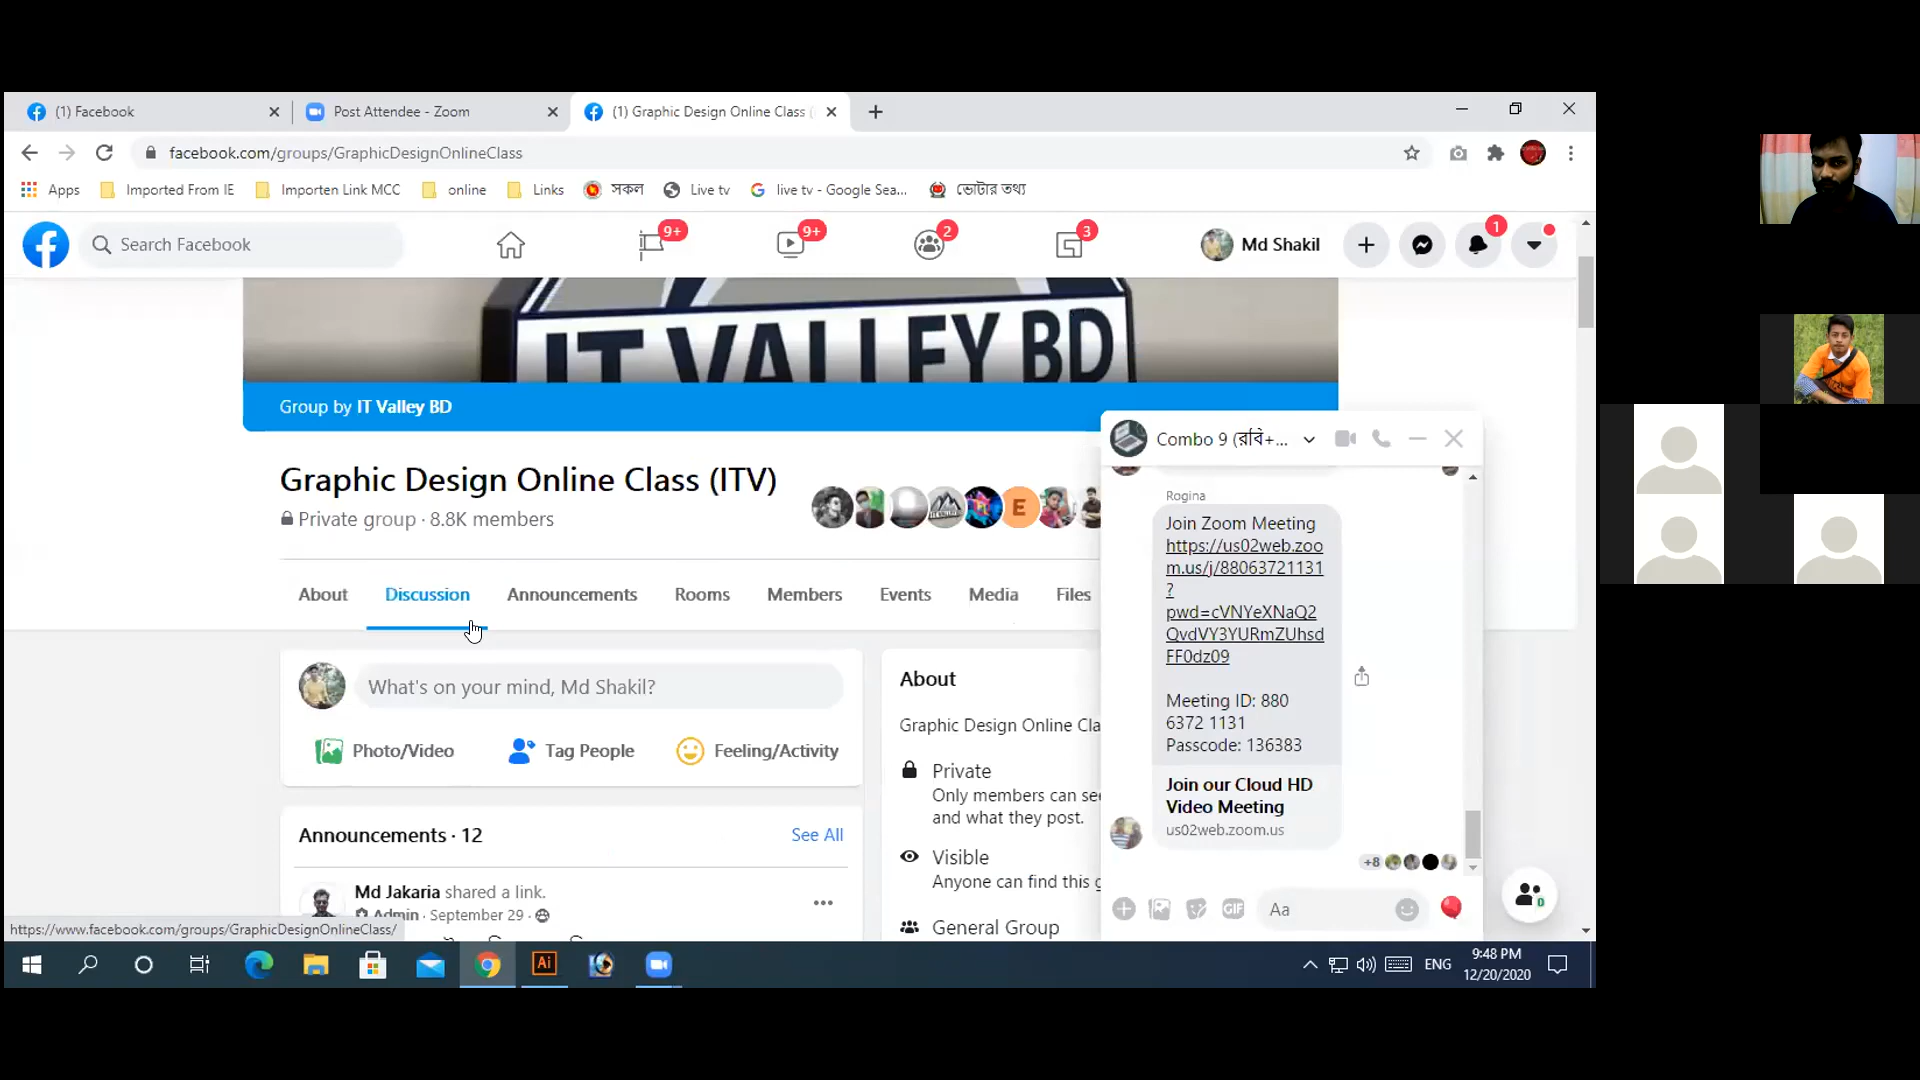 (1) Facebook
Post Attendee - Zoom
(1) Graphic Design Online Class (
facebook.com/groups/GraphicDesignOnlineClass
Apps
Imported From IE
Importen Link MCC
online
Links
সকল
Live tv
live tv - Google Sea...
ভোটার তথ্য
Search Facebook
9+
9+
2
3
Md Shakil
1
IT VALLEY BD
Group by IT Valley BD
Graphic Design Online Class (ITV)
Private group · 8.8K members
E
About
Discussion
Announcements
Rooms
Members
Events
Media
Files
What's on your mind, Md Shakil?
Photo/Video
Tag People
Feeling/Activity
Announcements · 12
See All
Md Jakaria shared a link.
Admin · September 29 ·
About
Graphic Design Online Cla
Private
Only members can see
and what they post.
Visible
Anyone can find this g
General Group
Combo 9 (রবি+...
Rogina
Join Zoom Meeting
https://us02web.zoo
m.us/j/88063721131
?
pwd=cVNYeXNaQ2
QvdVY3YURmZUhsd
FF0dz09
Meeting ID: 880
6372 1131
Passcode: 136383
Join our Cloud HD
Video Meeting
us02web.zoom.us
+8
GIF
Aa
0
https://www.facebook.com/groups/GraphicDesignOnlineClass/
Ai
ENG
9:48 PM
12/20/2020